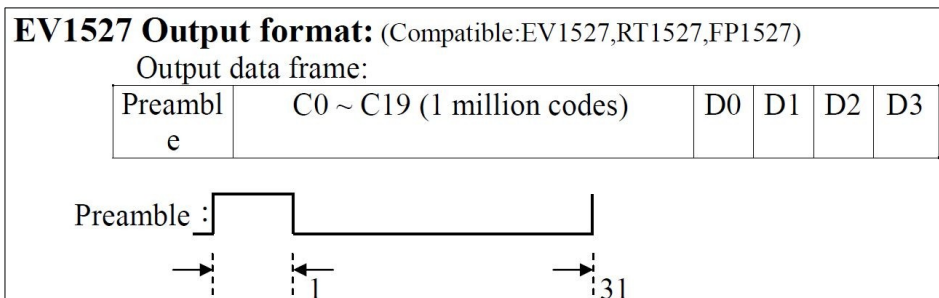 EV1527 Output format: (Compatible:EV1527,RT1527,FP1527)
Output data frame:
Preambl
e
C0 ~ C19 (1 million codes)
D0
D1
D2
D3
Preamble :
1
31